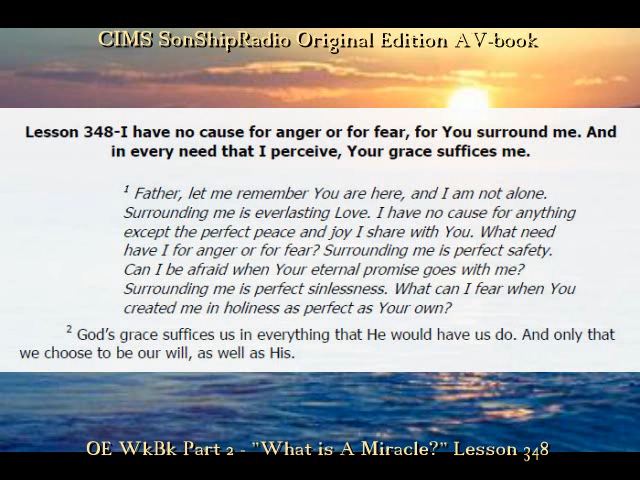 CIMS SonShipRadio Original Edition AV-book
Lesson 348-I have no cause for anger or for fear, for You surround me. And
in every need that I perceive, Your grace suffices me.
1 Father, let me remember You are here, and I am not alone.
Surrounding me is everlasting Love. I have no cause for anything
except the perfect peace and joy I share with You. What need
have I for anger or for fear? Surrounding me is perfect safety.
Can I be afraid when Your eternal promise goes with me?
Surrounding me is perfect sinlessness. What can I fear when You
created me in holiness as perfect as Your own?
2 God's grace suffices us in everything that He would have us do. And only that
we choose to be our will, as well as His.
OE WkBk Part 2 - "What is A Miracle?" Lesson 348